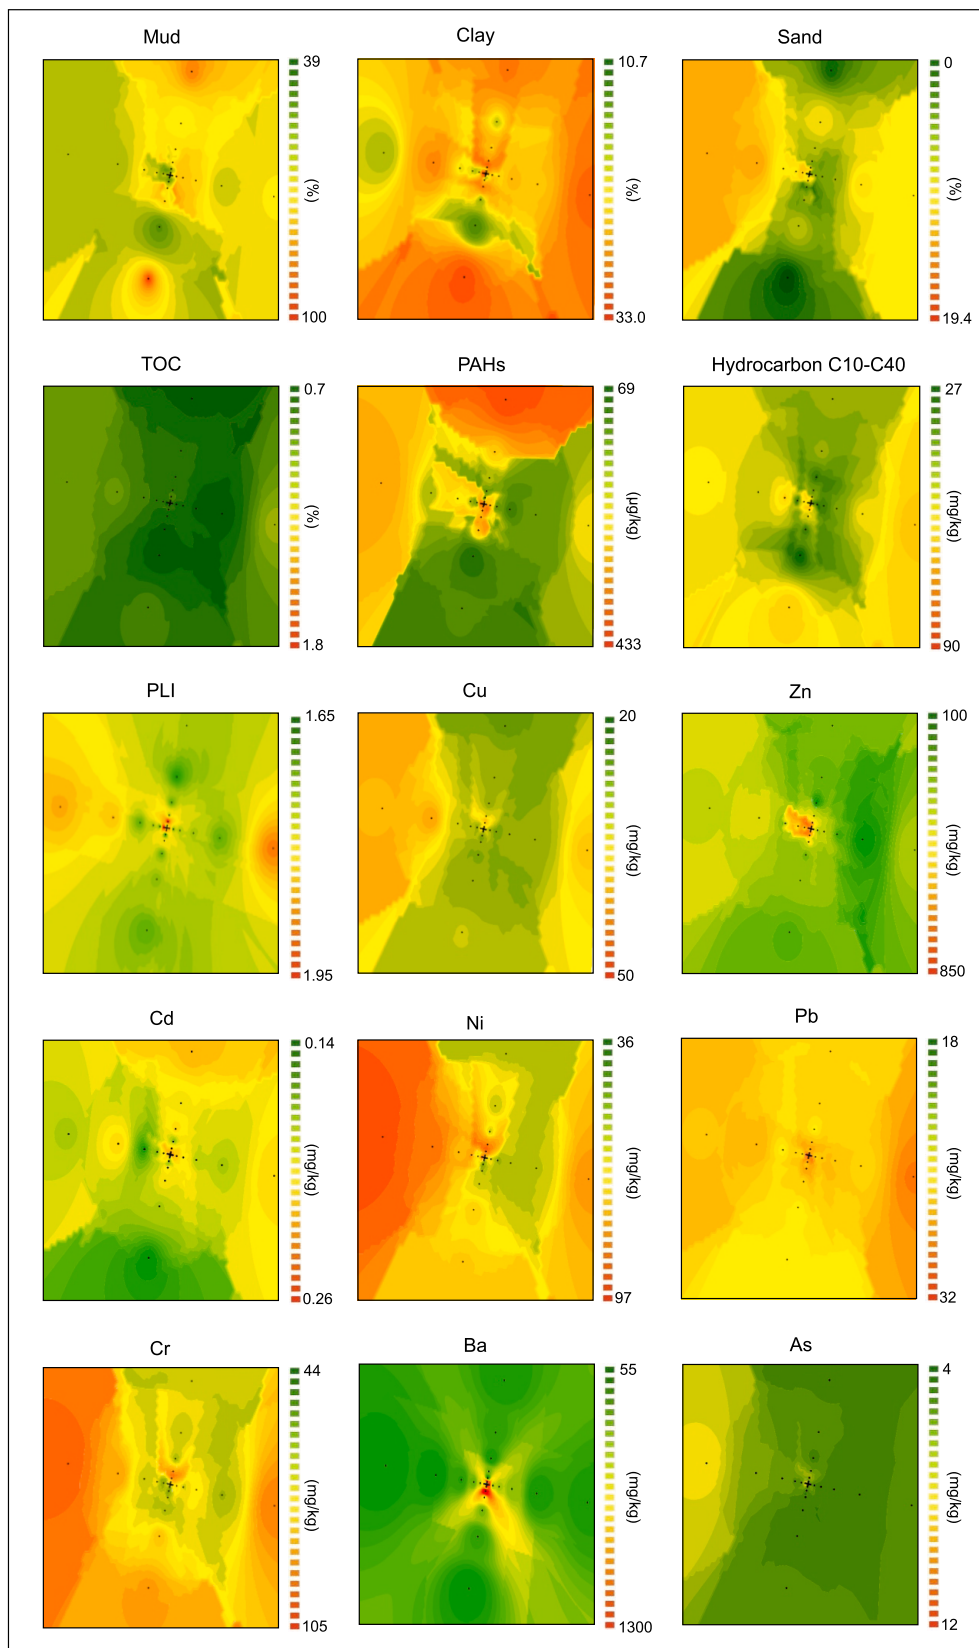 Mud
39
(%)
100
Clay
10.7
(%)
33.0
Sand
0
(%)
19.4
TOC
0.7
(%)
1.8
PAHs
69
(µg/kg)
433
Hydrocarbon C10-C40
27
(mg/kg)
90
PLI
1.65
1.95
Cu
20
(mg/kg)
50
Zn
100
(mg/kg)
850
Cd
0.14
(mg/kg)
0.26
Ni
36
(mg/kg)
97
Pb
18
(mg/kg)
32
Cr
44
(mg/kg)
105
Ba
55
(mg/kg)
1300
As
4
(mg/kg)
12